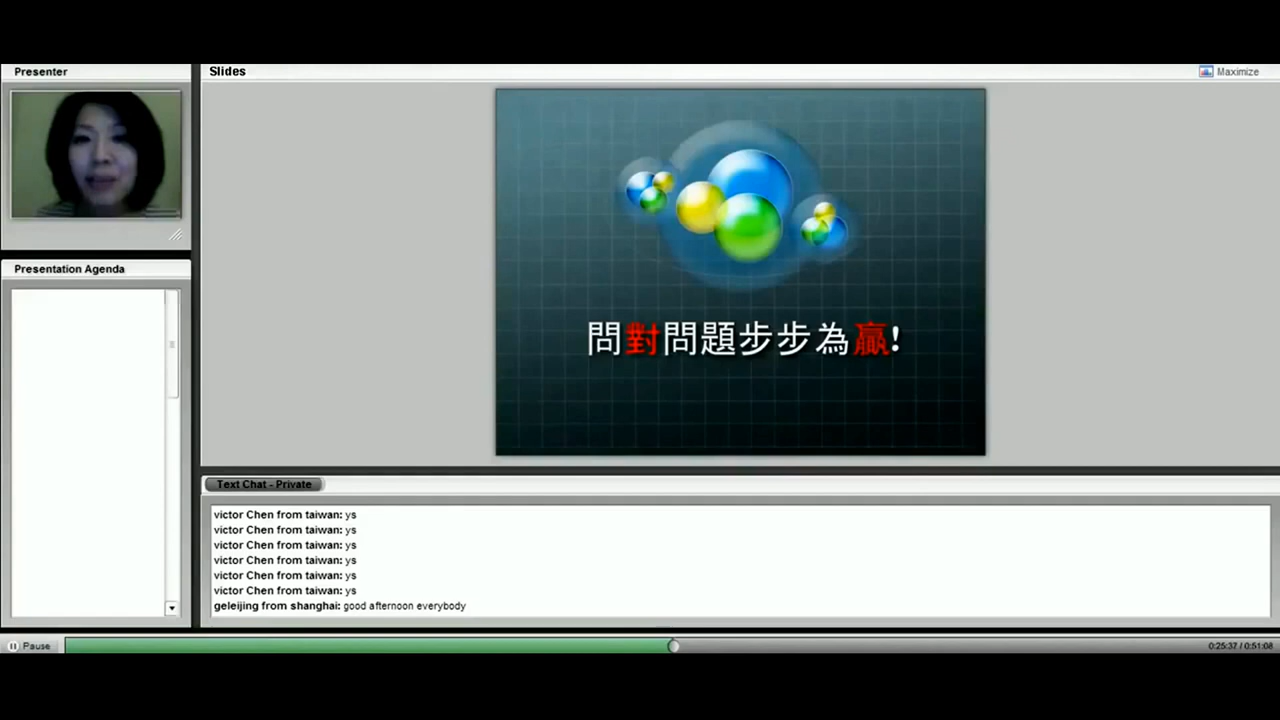 Presenter
Slides
Maximize
Presentation Agenda
問對問題步步為贏!
Text Chat - Private
victor Chen from taiwan: ys
victor Chen from taiwan: ys
victor Chen from taiwan: ys
victor Chen from taiwan: ys
victor Chen from taiwan: ys
victor Chen from taiwan: ys
geleijing from shanghai: good afternoon everybody
Pause
0:25:37 / 0:51:08